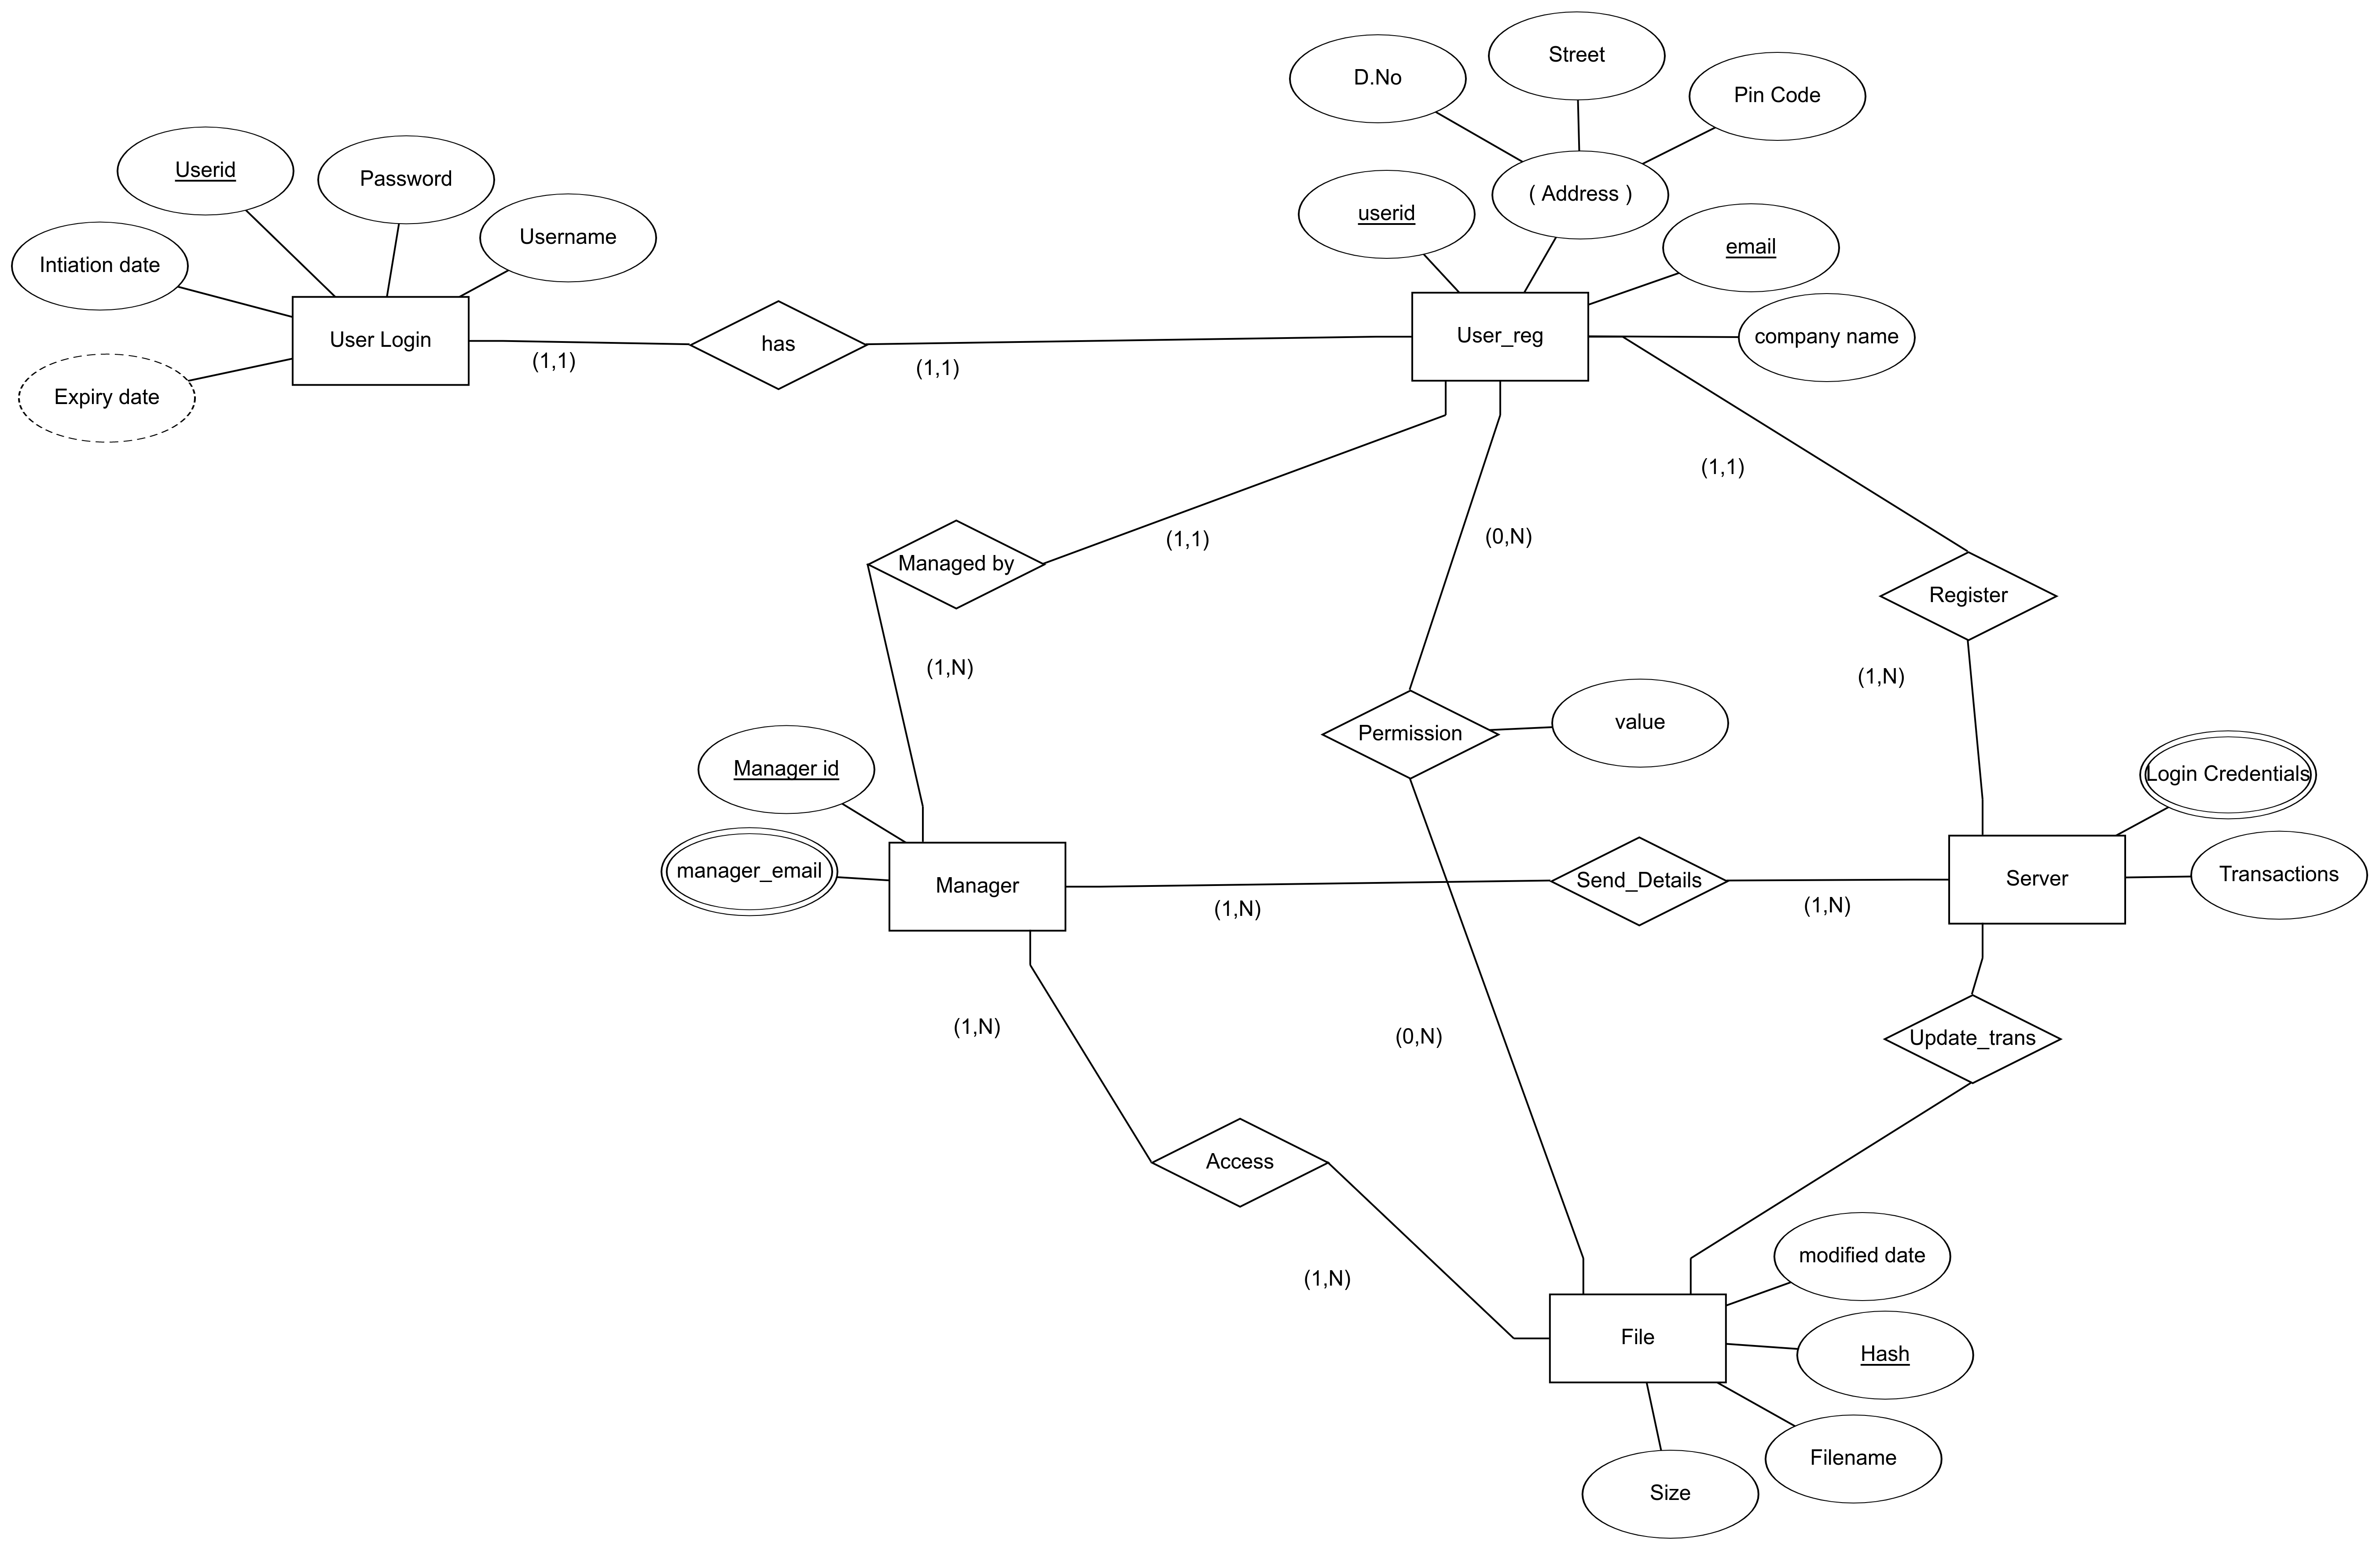 Street
D.No
Pin Code
Userid
Password
( Address )
Username
userid
email
Intiation date
User Login
has
User_reg
company name
(1,1)
(1,1)
Expiry date
(1,1)
(0,N)
(1,1)
Managed by
Register
(1,N)
(1,N)
value
Permission
Manager id
Login Credentials
manager_email
Manager
Send_Details
Server
Transactions
(1,N)
(1,N)
(1,N)
(0,N)
Update_trans
Access
modified date
(1,N)
File
Hash
Filename
Size